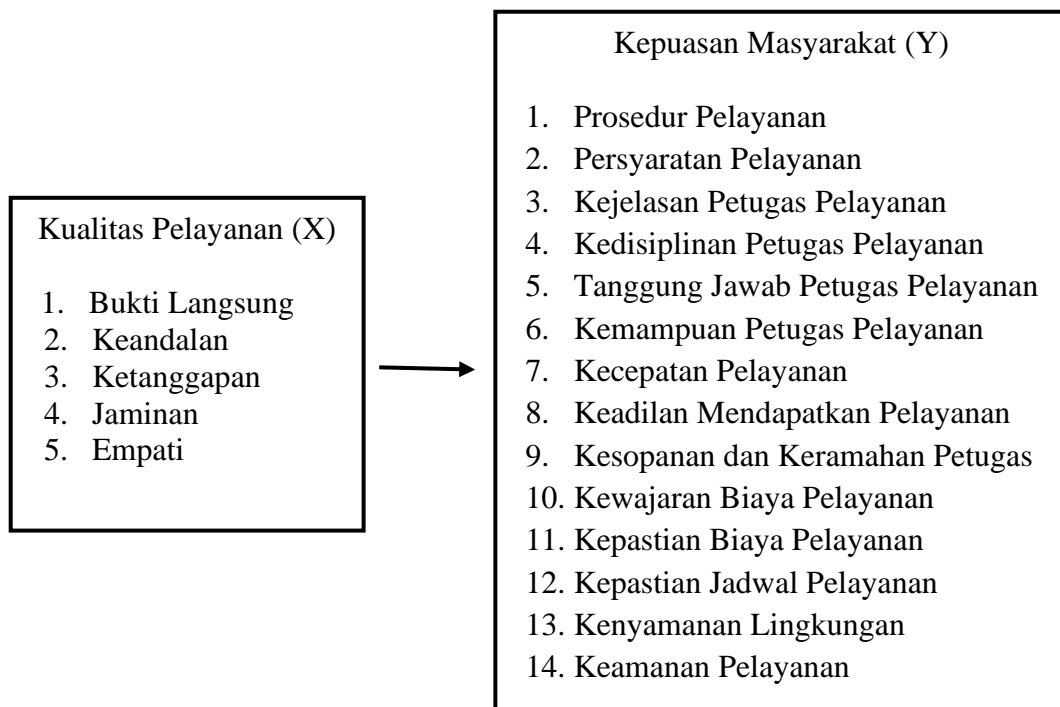 Kualitas Pelayanan (X)
1. Bukti Langsung
2. Keandalan
3. Ketanggapan
4. Jaminan
5. Empati
Kepuasan Masyarakat (Y)
1. Prosedur Pelayanan
2. Persyaratan Pelayanan
3. Kejelasan Petugas Pelayanan
4. Kedisiplinan Petugas Pelayanan
5. Tanggung Jawab Petugas Pelayanan
6. Kemampuan Petugas Pelayanan
7. Kecepatan Pelayanan
8. Keadilan Mendapatkan Pelayanan
9. Kesopanan dan Keramahan Petugas
10. Kewajaran Biaya Pelayanan
11. Kepastian Biaya Pelayanan
12. Kepastian Jadwal Pelayanan
13. Kenyamanan Lingkungan
14. Keamanan Pelayanan